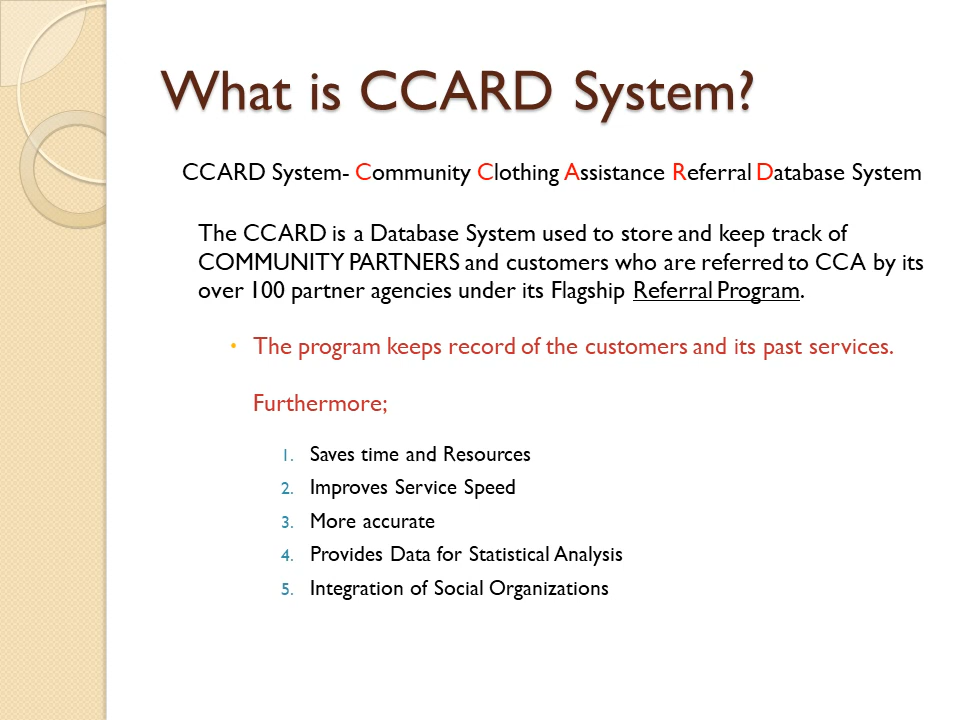 What is CCARD System?
CCARD System- Community Clothing Assistance Referral Database System
The CCARD is a Database System used to store and keep track of
COMMUNITY PARTNERS and customers who are referred to CCA by its
over 100 partner agencies under its Flagship Referral Program.
• The program keeps record of the customers and its past services.
Furthermore;
1. Saves time and Resources
2. Improves Service Speed
3. More accurate
4. Provides Data for Statistical Analysis
5. Integration of Social Organizations